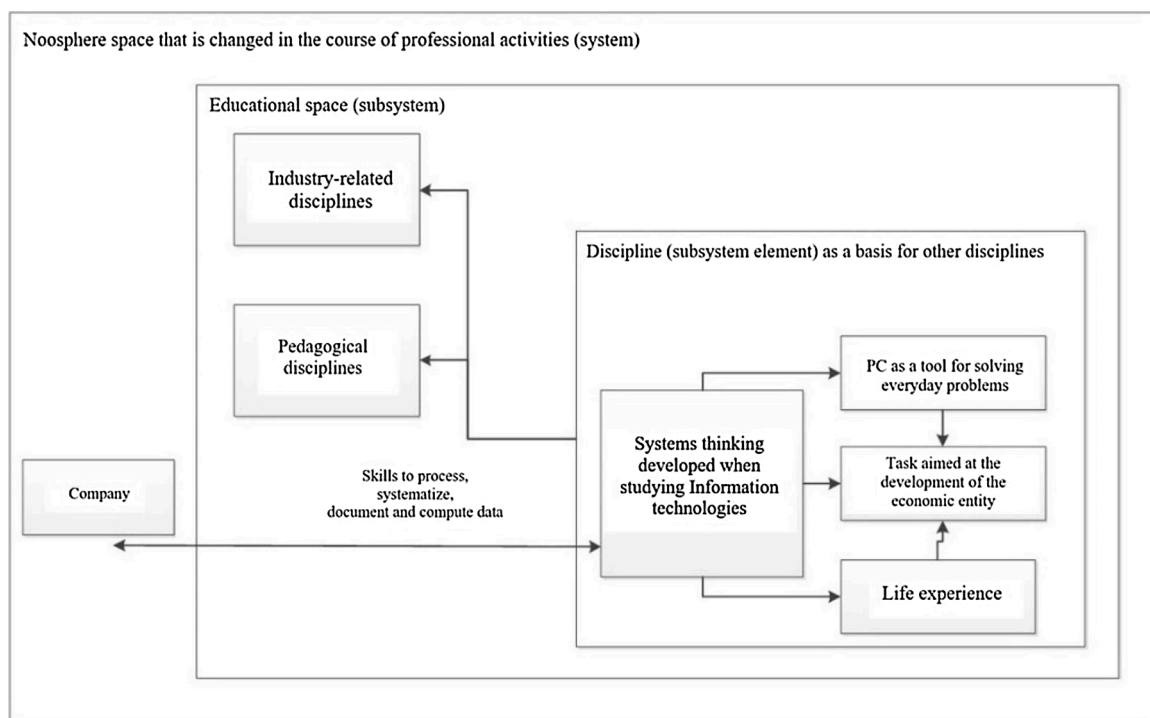 Noosphere space that is changed in the course of professional activities (system)
Educational space (subsystem)
Industry-related
disciplines
Discipline (subsystem element) as a basis for other disciplines
Pedagogical
disciplines
PC as a tool for solving
everyday problems
Systems thinking
developed when
studying Information
technologies
Task aimed at the
development of the
economic entity
Skills to process,
systematize,
document and compute data
Company
Life experience